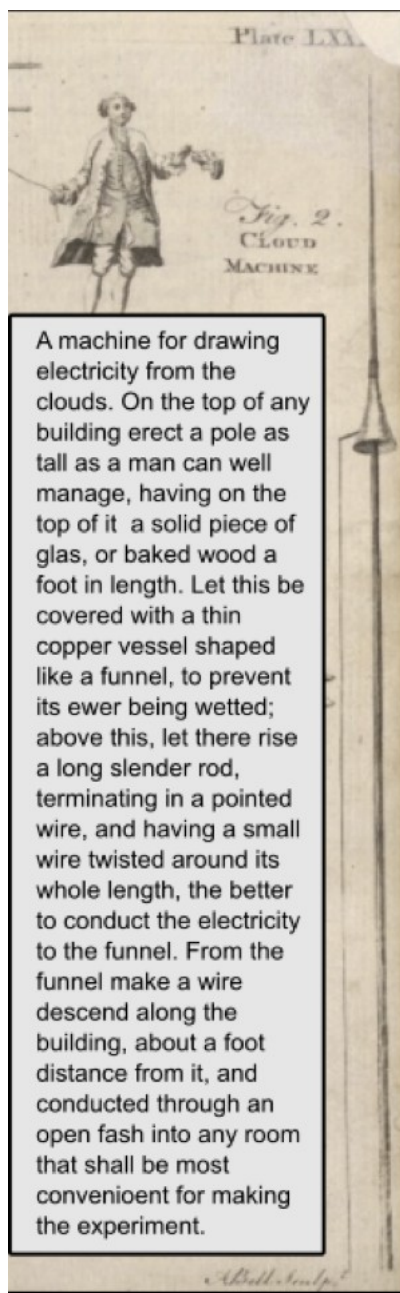 Plate LXX
Fig. 2.
CLOUD
MACHINE
A machine for drawing
electricity from the
clouds. On the top of any
building erect a pole as
tall as a man can well
manage, having on the
top of it a solid piece of
glas, or baked wood a
foot in length. Let this be
covered with a thin
copper vessel shaped
like a funnel, to prevent
its ewer being wetted;
above this, let there rise
a long slender rod,
terminating in a pointed
wire, and having a small
wire twisted around its
whole length, the better
to conduct the electricity
to the funnel. From the
funnel make a wire
descend along the
building, about a foot
distance from it, and
conducted through an
open fash into any room
that shall be most
convenioent for making
the experiment.
ABell Sculpt